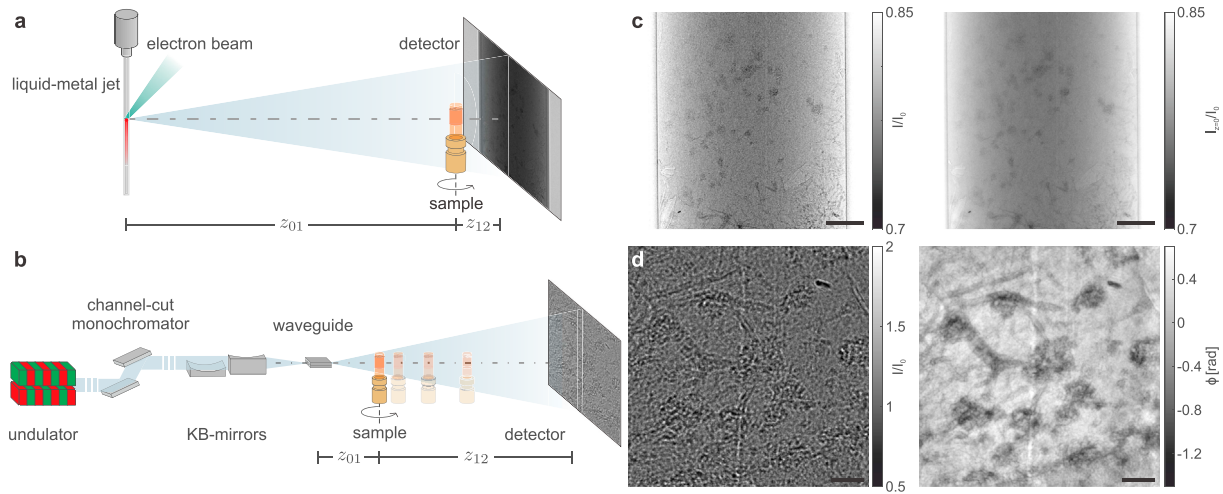 a
electron beam
detector
liquid-metal jet
sample
z01
z12
b
channel-cut
monochromator
waveguide
undulator
KB-mirrors
sample
detector
z01
z12
c
0.85
I/I0
0.7
0.85
Iz=0/I0
0.7
d
2
1.5
I/I0
1
0.5
0.4
0
-0.4
ϕ [rad]
-0.8
-1.2